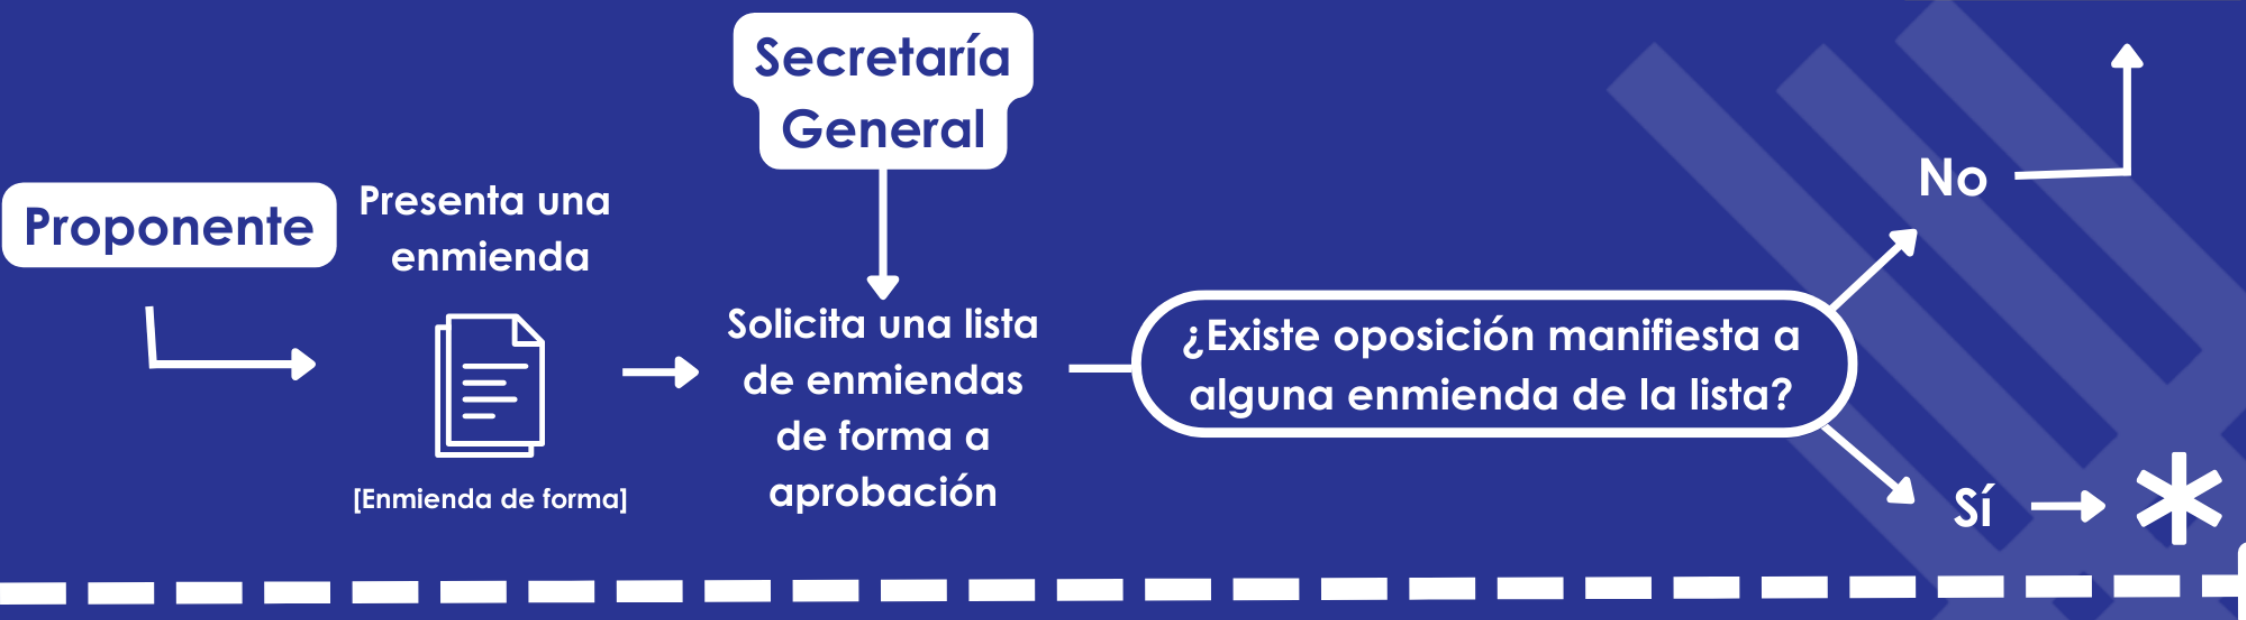 Proponente
Presenta una
enmienda
[Enmienda de forma]
Secretaría
General
Solicita una lista
de enmiendas
de forma a
aprobación
¿Existe oposición manifiesta a
alguna enmienda de la lista?
No
Sí